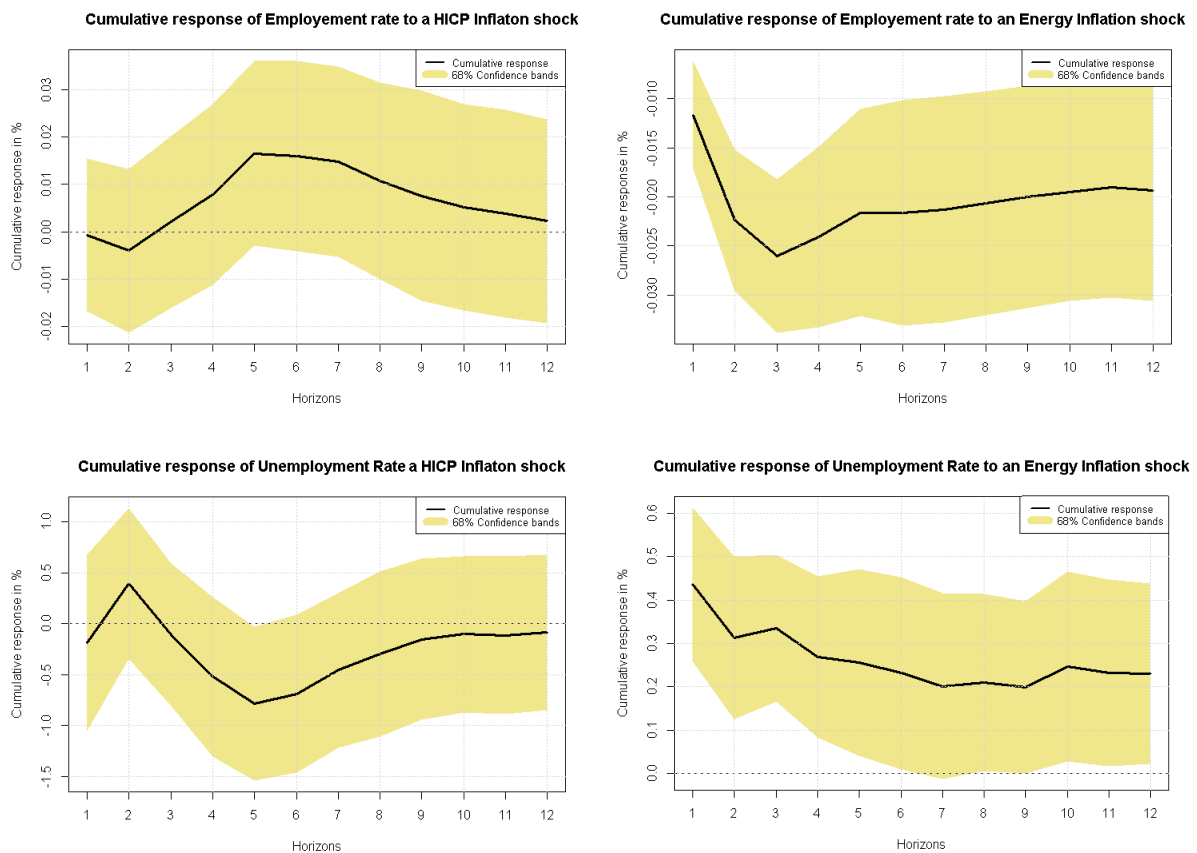 Cumulative response of Employement rate to a HICP Inflaton shock
Cumulative response
68% Confidence bands
Cumulative response in %
0.03
0.02
0.01
0.00
-0.01
-0.02
1 2 3 4 5 6 7 8 9 10 11 12
Horizons
Cumulative response of Employement rate to an Energy Inflation shock
Cumulative response
68% Confidence bands
Cumulative response in %
-0.010
-0.015
-0.020
-0.025
-0.030
1 2 3 4 5 6 7 8 9 10 11 12
Horizons
Cumulative response of Unemployment Rate a HICP Inflaton shock
Cumulative response
68% Confidence bands
Cumulative response in %
1.0
0.5
0.0
-0.5
-1.0
-1.5
1 2 3 4 5 6 7 8 9 10 11 12
Horizons
Cumulative response of Unemployment Rate to an Energy Inflation shock
Cumulative response
68% Confidence bands
Cumulative response in %
0.6
0.5
0.4
0.3
0.2
0.1
0.0
1 2 3 4 5 6 7 8 9 10 11 12
Horizons